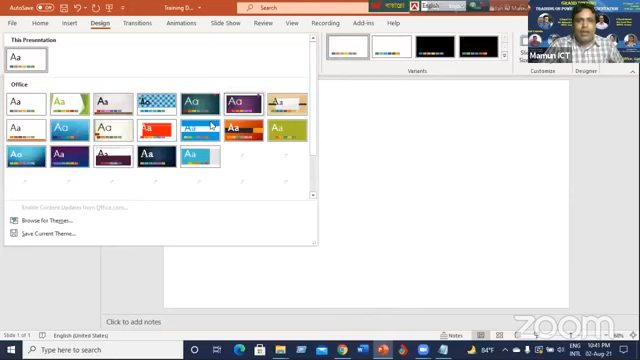 AutoSave Off Training D... Search English
File Home Insert Design Transitions Animations Slide Show Review View Recording Add-ins Help
This Presentation
Aa
Office
Aa Aa Aa Aa Aa Aa Aa
Aa Aa Aa Aa Aa Aa Aa
Aa Aa Aa Aa Aa
Enable Content Updates from Office.com...
Browse for Themes...
Save Current Theme...
Variants
Customize
Designer
Mamun ICT
Click to add notes
Slide 1 of 1 English (United States) Notes
zoom
Type here to search
84°F
ENG
INTL
10:41 PM
02-Aug-21